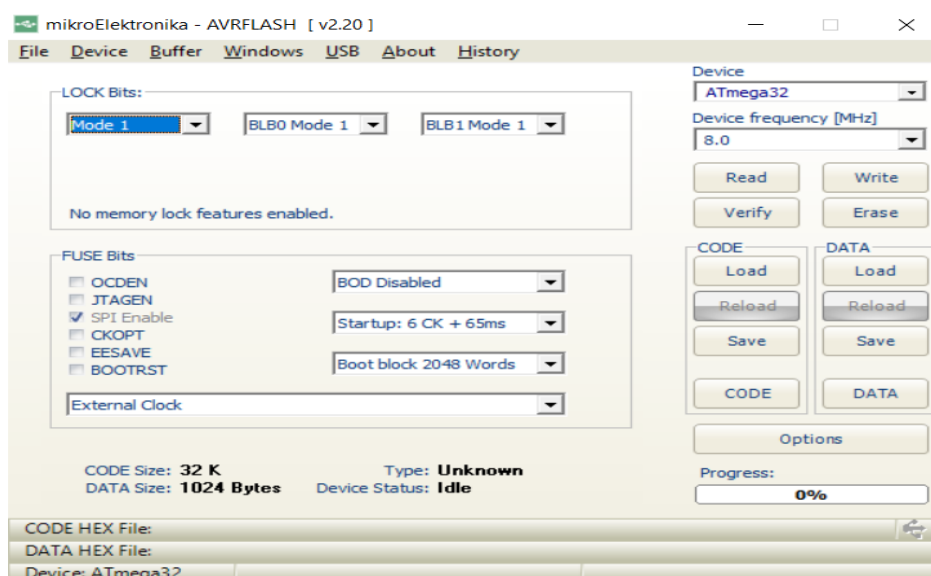 mikroElektronika - AVRFLASH [ v2.20 ]
File Device Buffer Windows USB About History
LOCK Bits:
Mode 1 BLB0 Mode 1 BLB1 Mode 1
No memory lock features enabled.
Device
ATmega32
Device frequency [MHz]
8.0
Read Write
Verify Erase
FUSE Bits
OCDEN
JTAGEN
SPI Enable
CKOPT
EESAVE
BOOTRST
BOD Disabled
Startup: 6 CK + 65ms
Boot block 2048 Words
External Clock
CODE DATA
Load Load
Reload Reload
Save Save
CODE DATA
Options
CODE Size: 32 K Type: Unknown
DATA Size: 1024 Bytes Device Status: Idle
Progress:
0%
CODE HEX File:
DATA HEX File:
Device: ATmega32